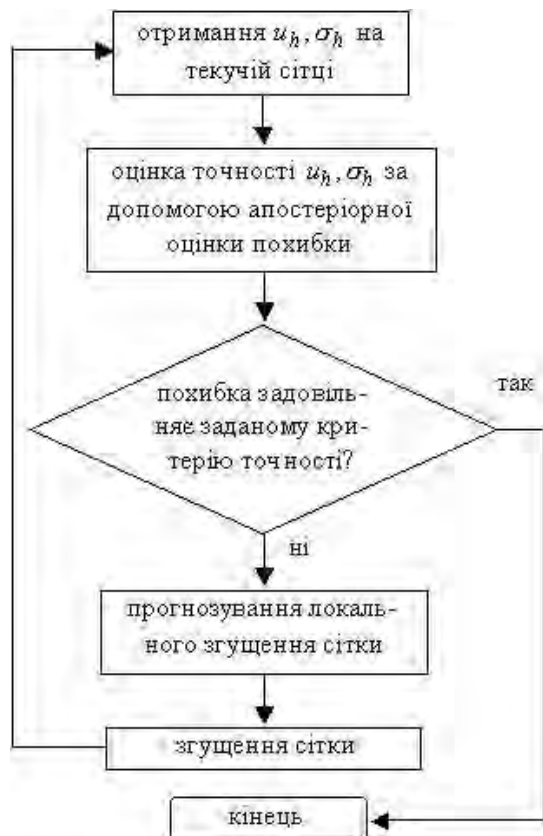 отримання u_h, σ_h на
текучій сітці
оцінка точності u_h, σ_h за
допомогою апостеріорної
оцінки похибки
похибка задовіль-
няє заданому кри-
терію точності?
так
ні
прогнозування локаль-
ного згущення сітки
згущення сітки
кінець